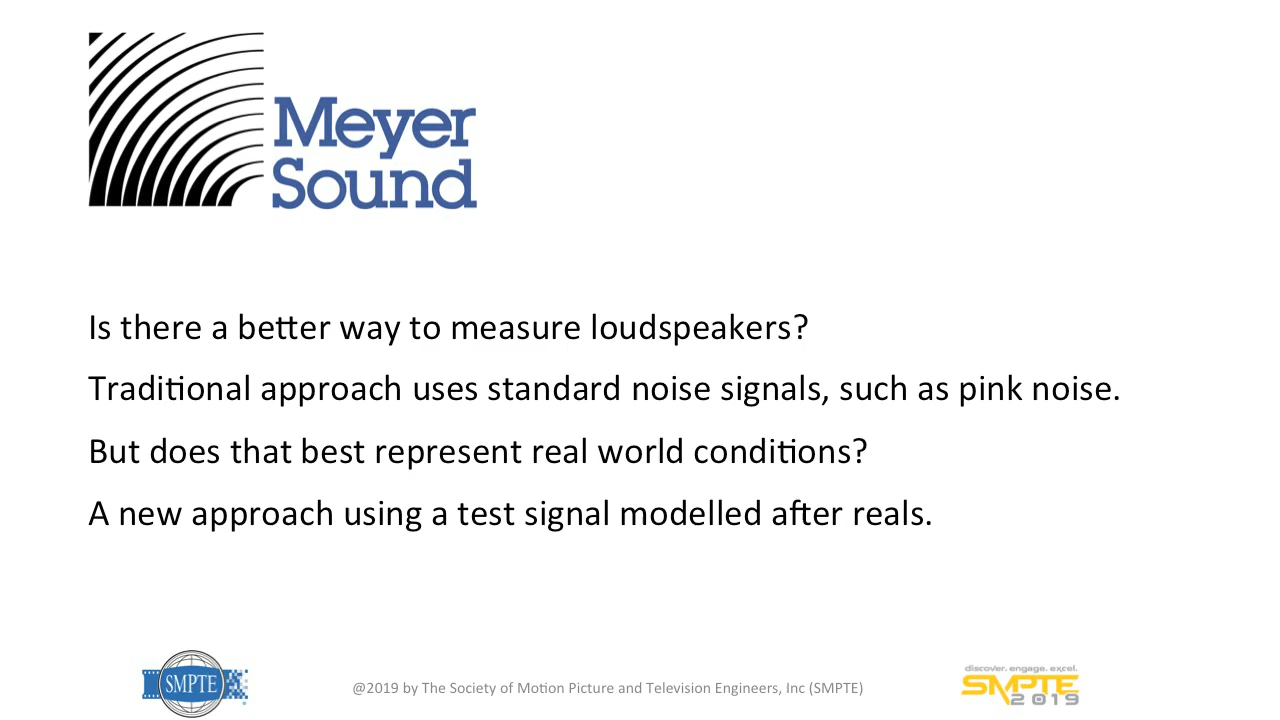 Meyer
Sound
Is there a better way to measure loudspeakers?
Traditional approach uses standard noise signals, such as pink noise.
But does that best represent real world conditions?
A new approach using a test signal modelled after reals.
SMPTE
@2019 by The Society of Motion Picture and Television Engineers, Inc (SMPTE)
discover. engage. excel.
SMPTE
2019